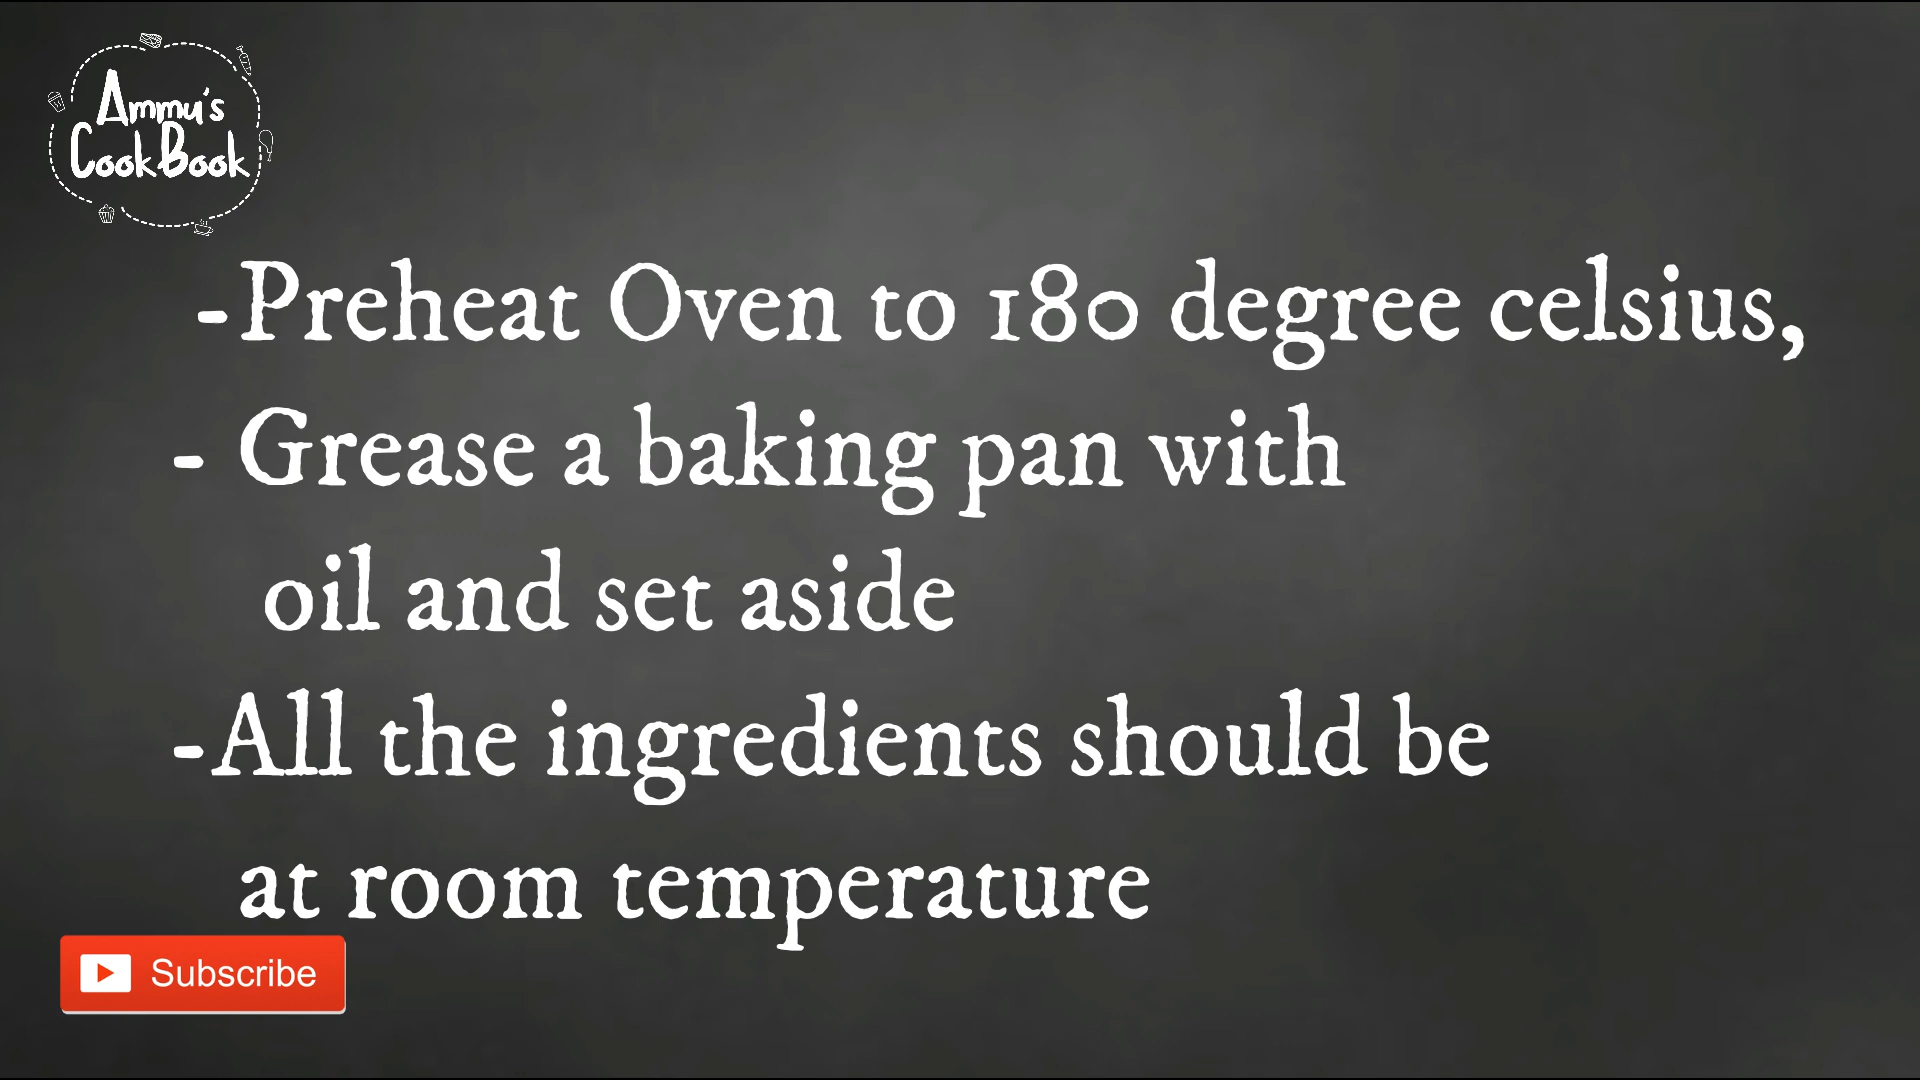 Ammu's
CookBook
-Preheat Oven to 180 degree celsius,
- Grease a baking pan with
oil and set aside
-All the ingredients should be
at room temperature
Subscribe